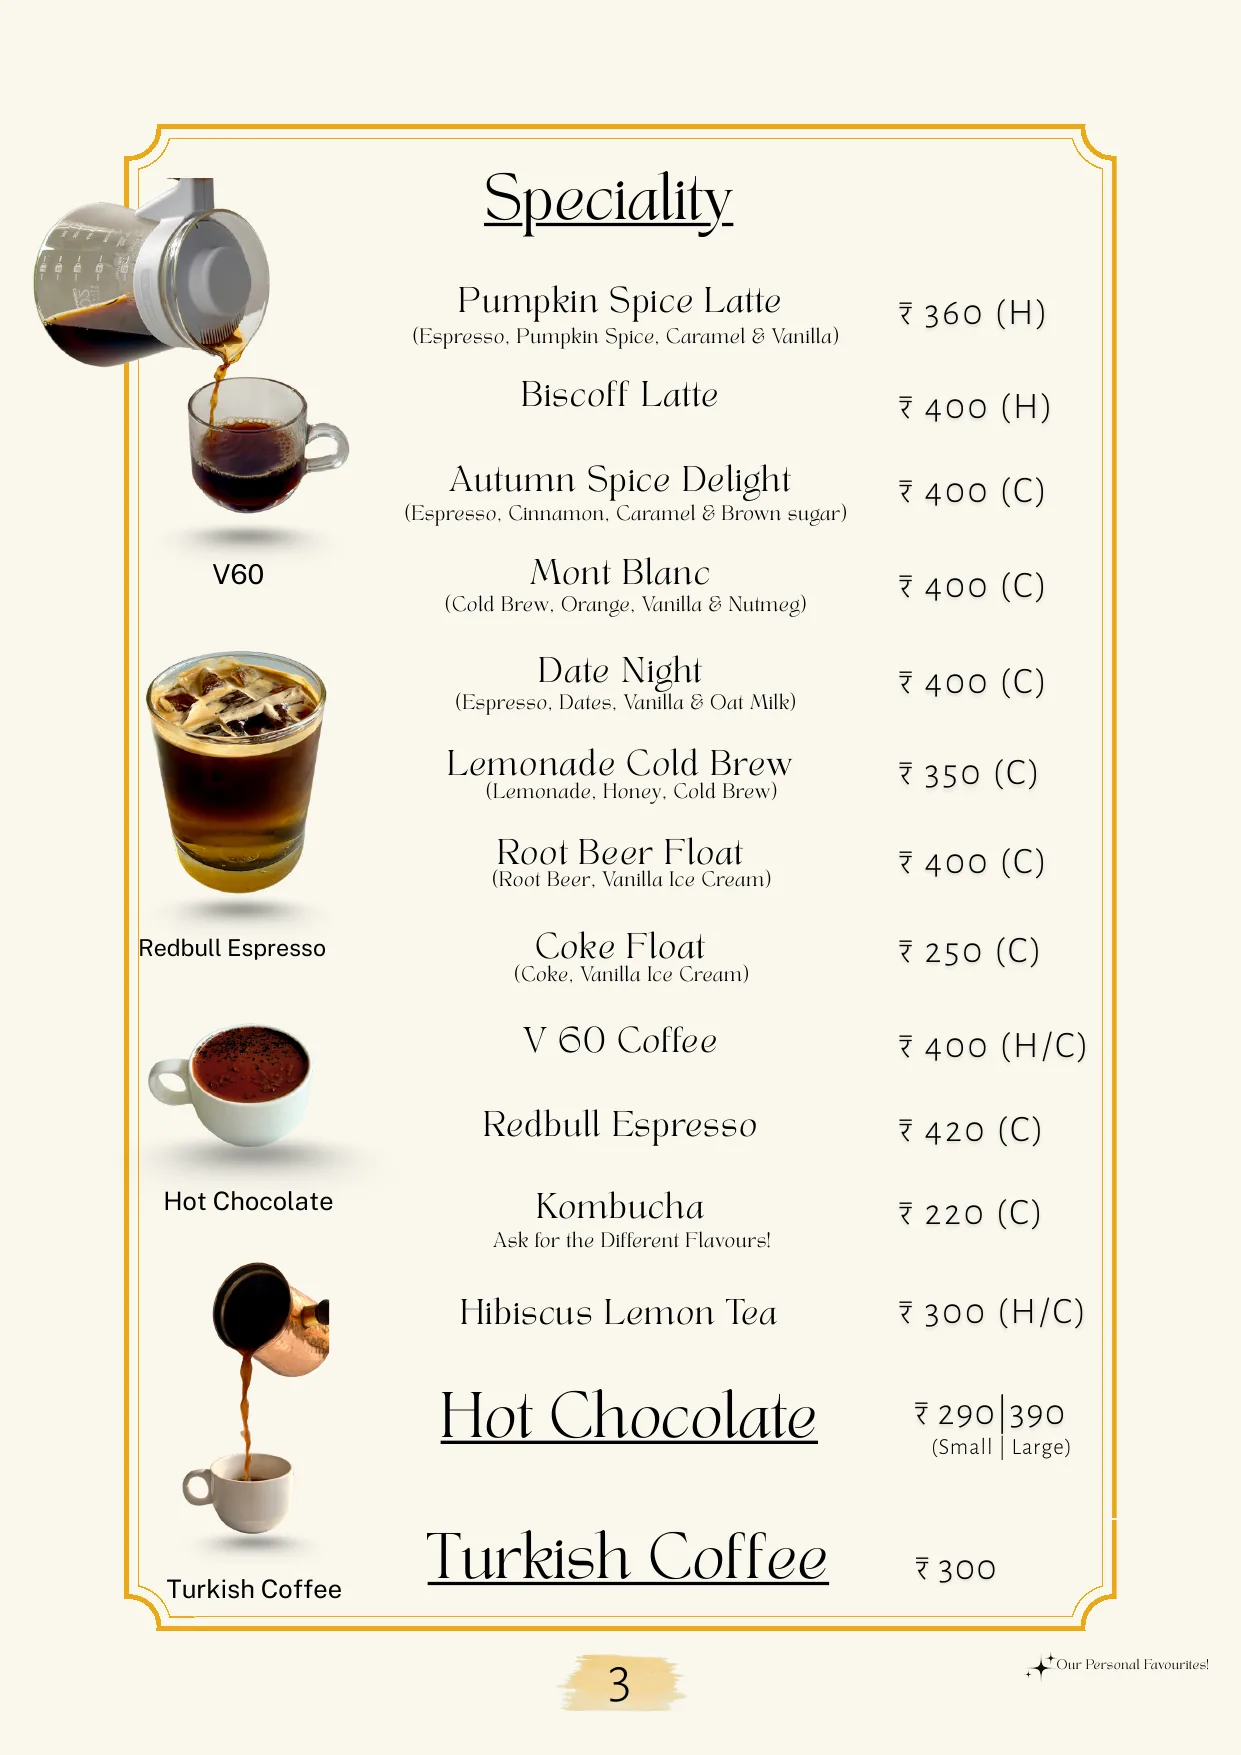 Speciality
Pumpkin Spice Latte
₹ 360 (H)
(Espresso, Pumpkin Spice, Caramel & Vanilla)
Biscoff Latte
₹ 400 (H)
Autumn Spice Delight
₹ 400 (C)
(Espresso, Cinnamon, Caramel & Brown sugar)
V60
Mont Blanc
₹ 400 (C)
(Cold Brew, Orange, Vanilla & Nutmeg)
Date Night
₹ 400 (C)
(Espresso, Dates, Vanilla & Oat Milk)
Lemonade Cold Brew
₹ 350 (C)
(Lemonade, Honey, Cold Brew)
Root Beer Float
₹ 400 (C)
(Root Beer, Vanilla Ice Cream)
Redbull Espresso
Coke Float
₹ 250 (C)
(Coke, Vanilla Ice Cream)
V 60 Coffee
₹ 400 (H/C)
Redbull Espresso
₹ 420 (C)
Hot Chocolate
Kombucha
₹ 220 (C)
Ask for the Different Flavours!
Hibiscus Lemon Tea
₹ 300 (H/C)
Hot Chocolate
₹ 290|390
(Small | Large)
Turkish Coffee
₹ 300
Turkish Coffee
3
Our Personal Favourites!